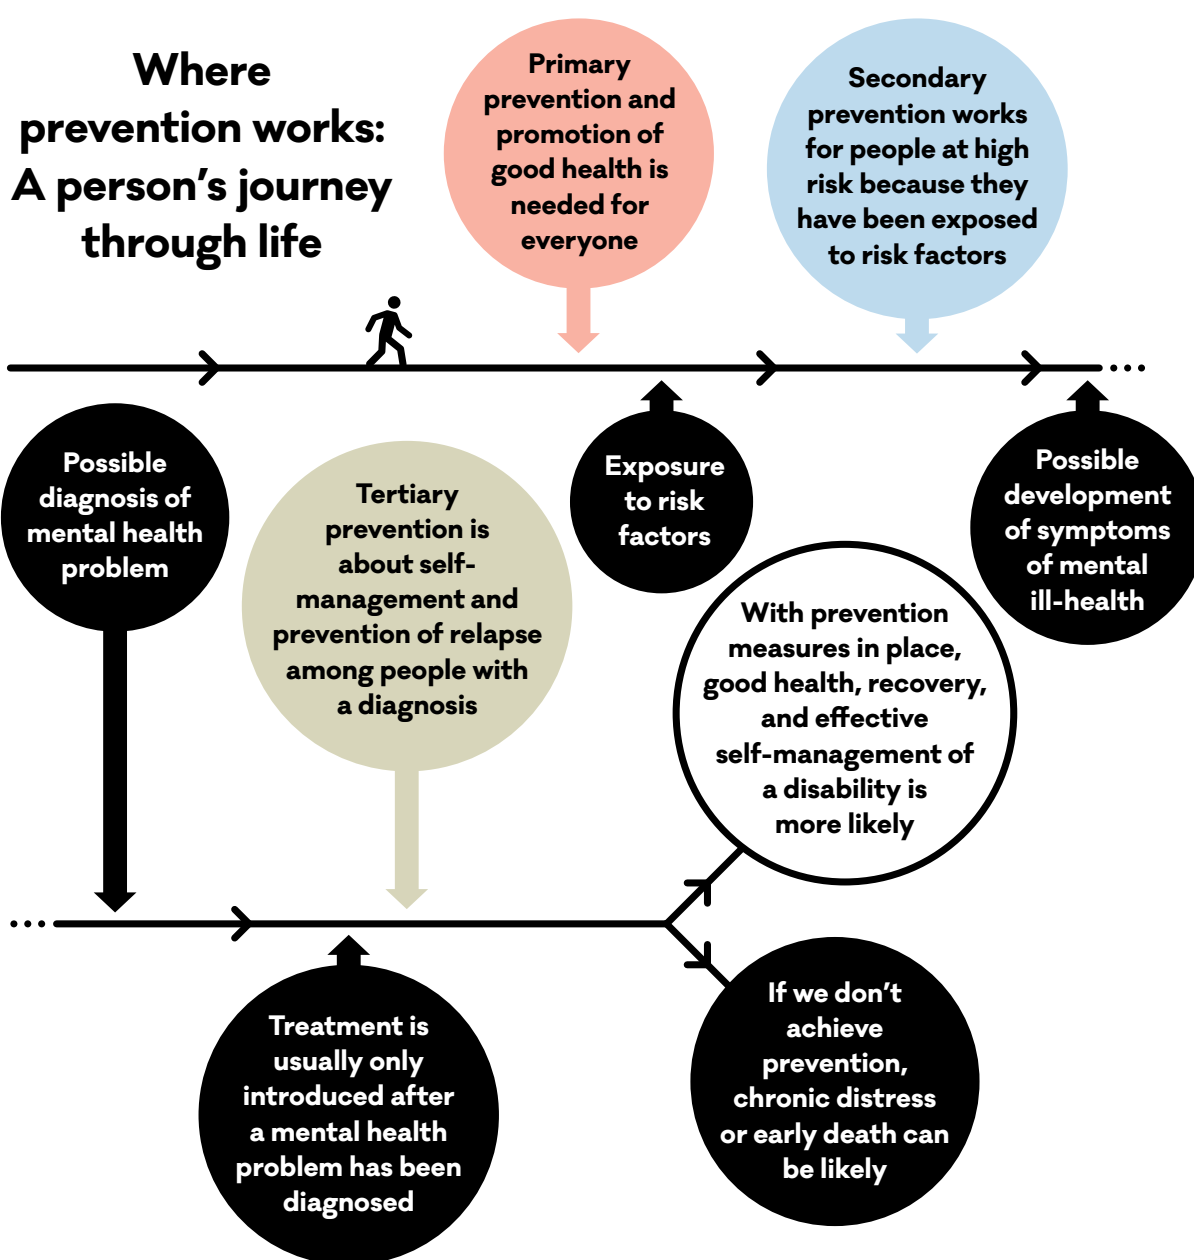 Where
prevention works:
A person's journey
through life
Primary
prevention and
promotion of
good health is
needed for
everyone
Secondary
prevention works
for people at high
risk because they
have been exposed
to risk factors
Exposure
to risk
factors
Possible
development
of symptoms
of mental
ill-health
Possible
diagnosis of
mental health
problem
Tertiary
prevention is
about self-
management and
prevention of relapse
among people with
a diagnosis
Treatment is
usually only
introduced after
a mental health
problem has been
diagnosed
With prevention
measures in place,
good health, recovery,
and effective
self-management of
a disability is
more likely
If we don't
achieve
prevention,
chronic distress
or early death can
be likely